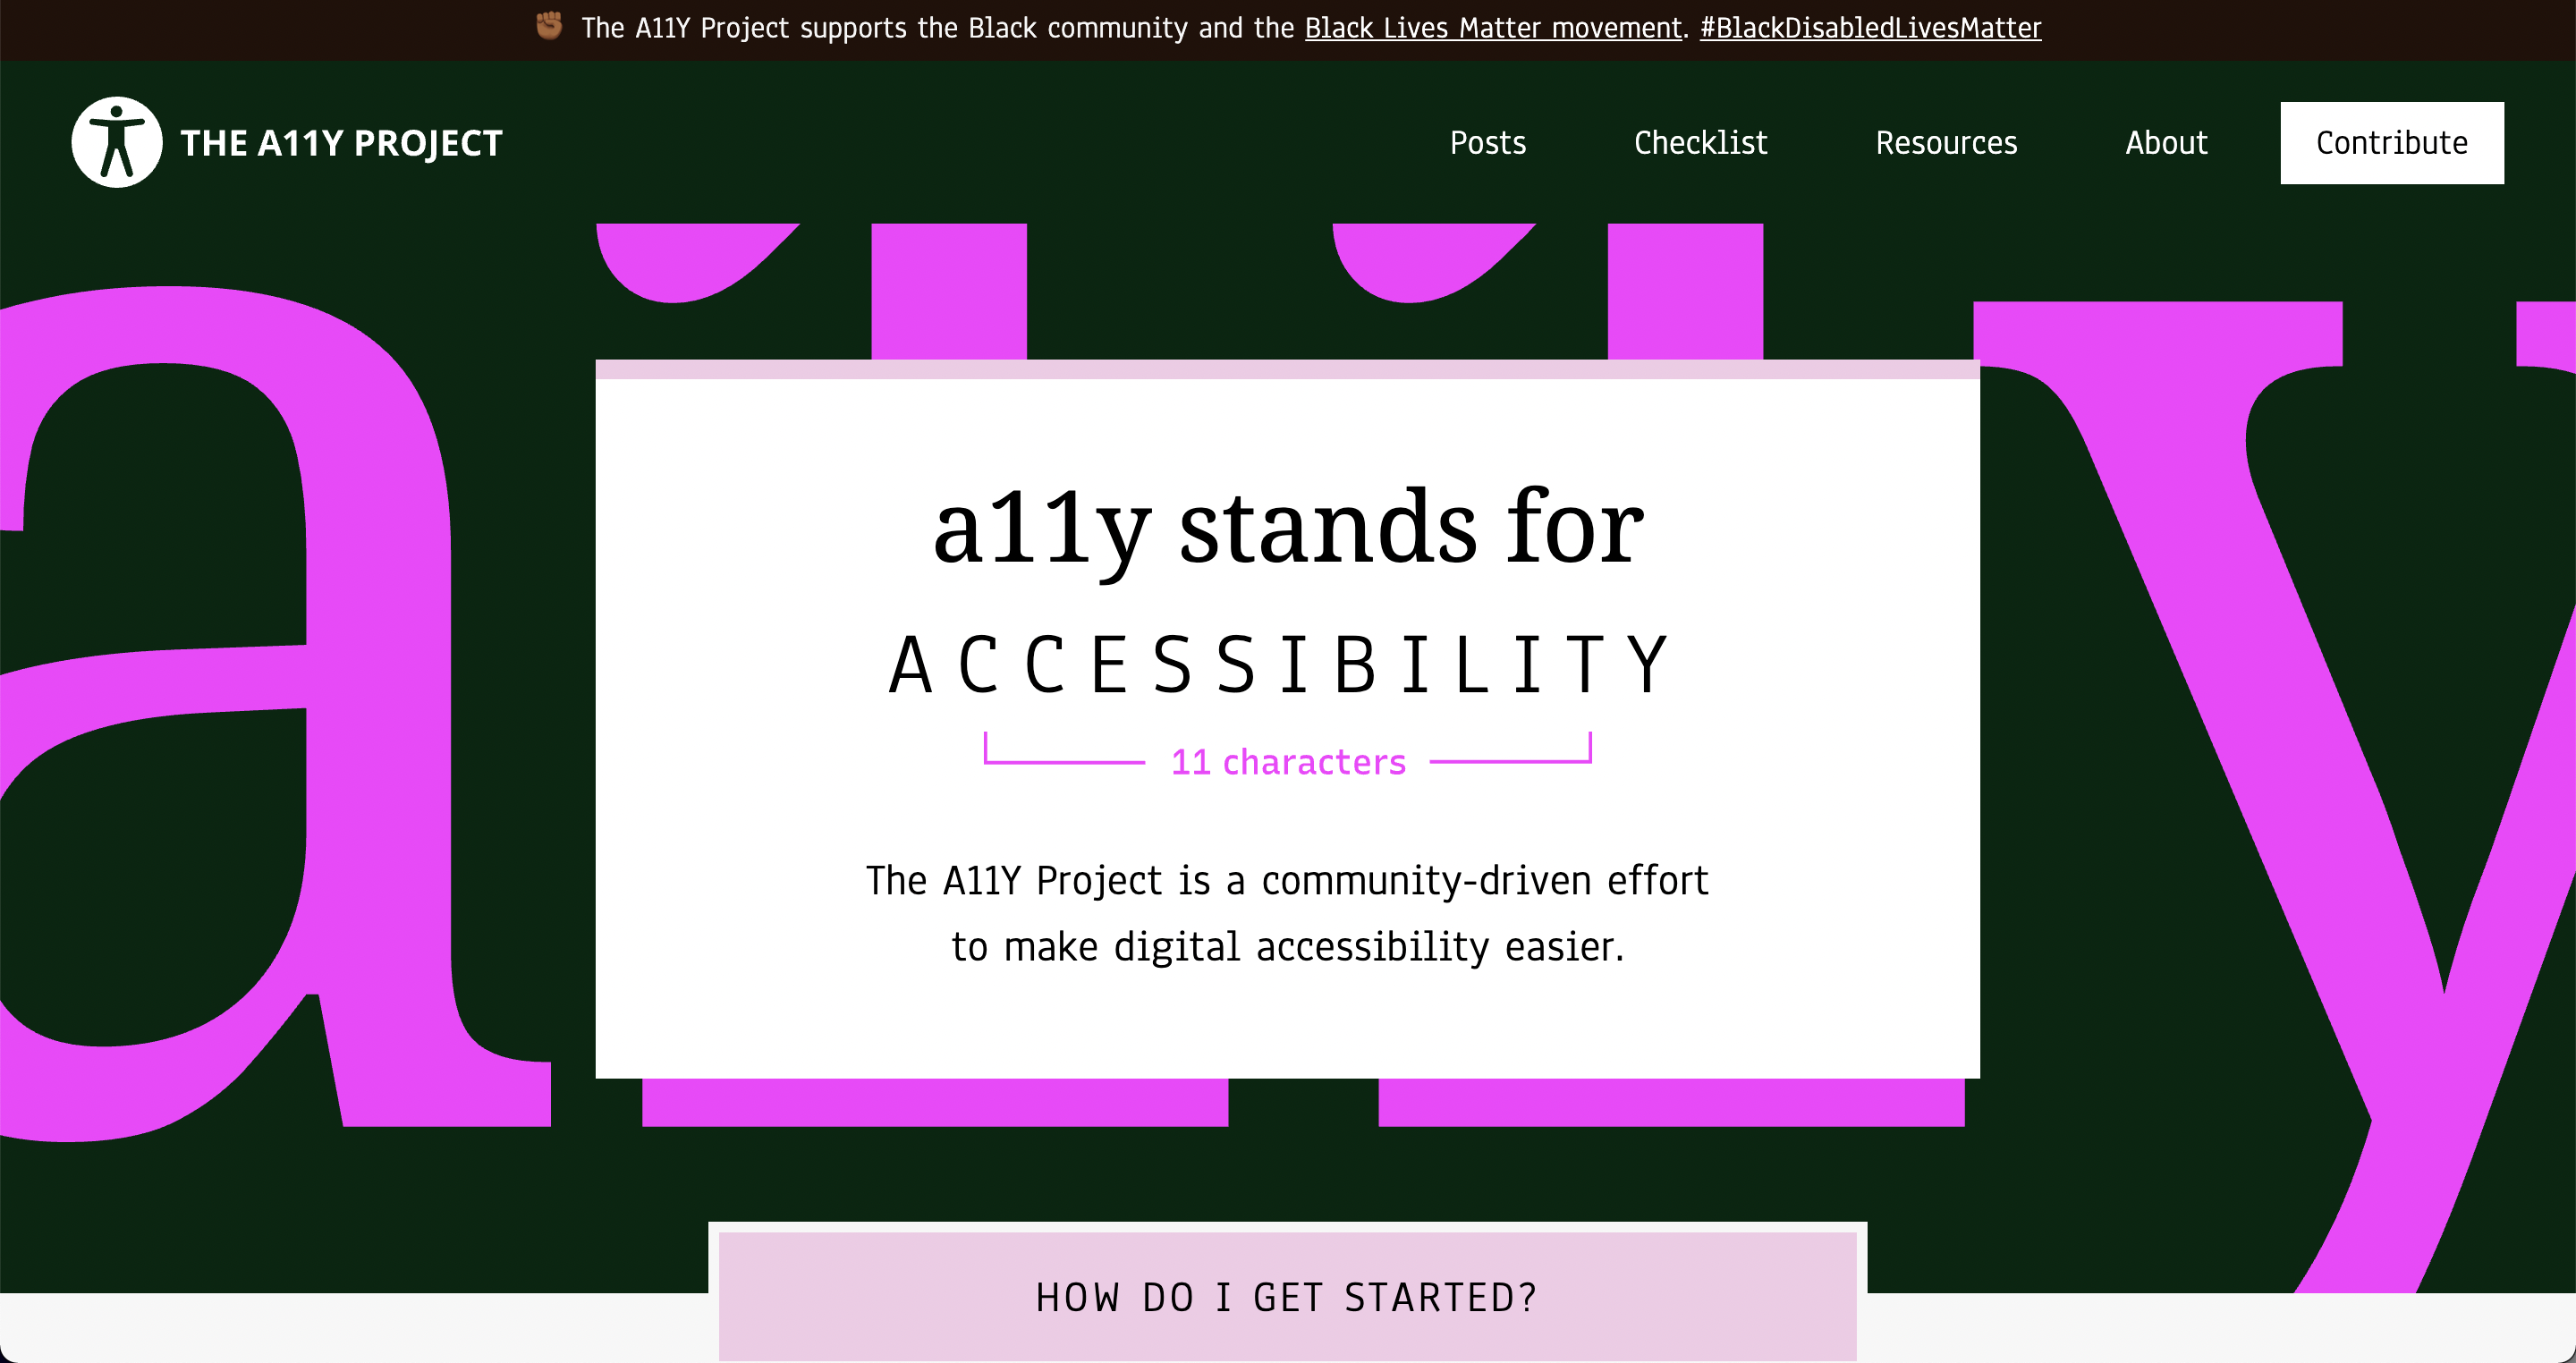 ✊🏾 The A11Y Project supports the Black community and the Black Lives Matter movement. #BlackDisabledLivesMatter
THE A11Y PROJECT
Posts Checklist Resources About Contribute
a11y
a11y stands for
ACCESSIBILITY
11 characters
The A11Y Project is a community-driven effort
to make digital accessibility easier.
HOW DO I GET STARTED?